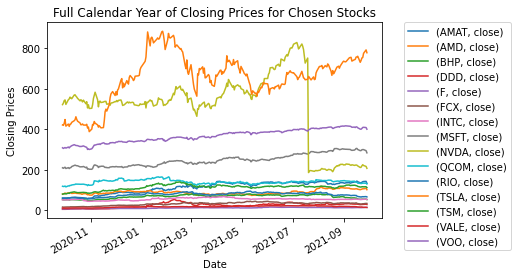 Full Calendar Year of Closing Prices for Chosen Stocks
800
600
400
200
0
Closing Prices
2020-11
2021-01
2021-03
2021-05
2021-07
2021-09
Date
(AMAT, close)
(AMD, close)
(BHP, close)
(DDD, close)
(F, close)
(FCX, close)
(INTC, close)
(MSFT, close)
(NVDA, close)
(QCOM, close)
(RIO, close)
(TSLA, close)
(TSM, close)
(VALE, close)
(VOO, close)